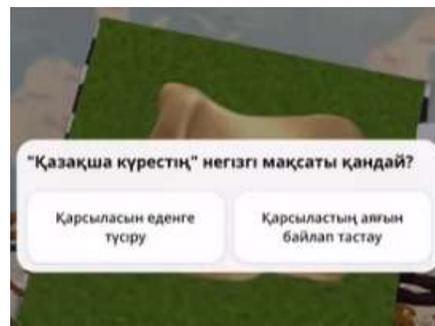 "Қазақша күрестің" негізгі мақсаты қандай?
Қарсыласын еденге
түсіру
Қарсыластың аяғын
байлап тастау